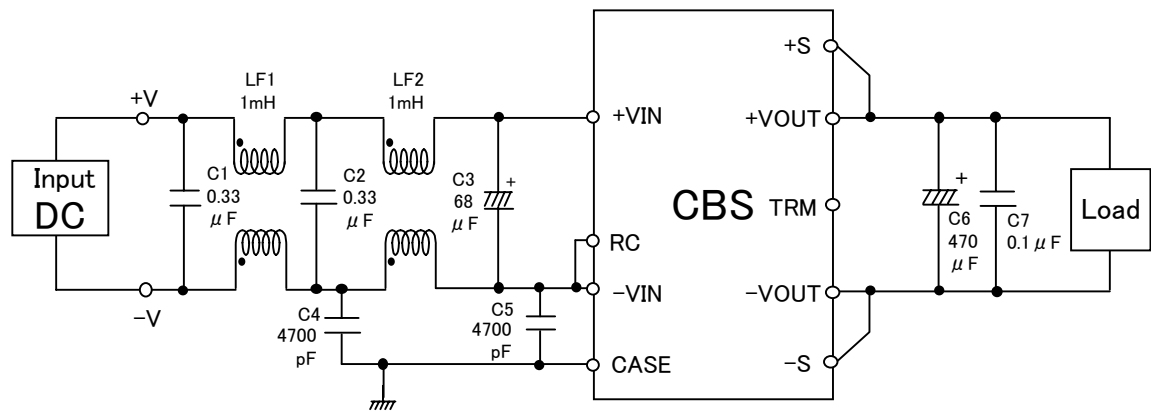 +V
LF1
1mH
LF2
1mH
Input
DC
C1
0.33
μF
C2
0.33
μF
C3
68
μF
+
C4
4700
pF
C5
4700
pF
-V
+VIN
RC
-VIN
CASE
CBS
+S
+VOUT
TRM
-VOUT
-S
+
C6
470
μF
C7
0.1μF
Load